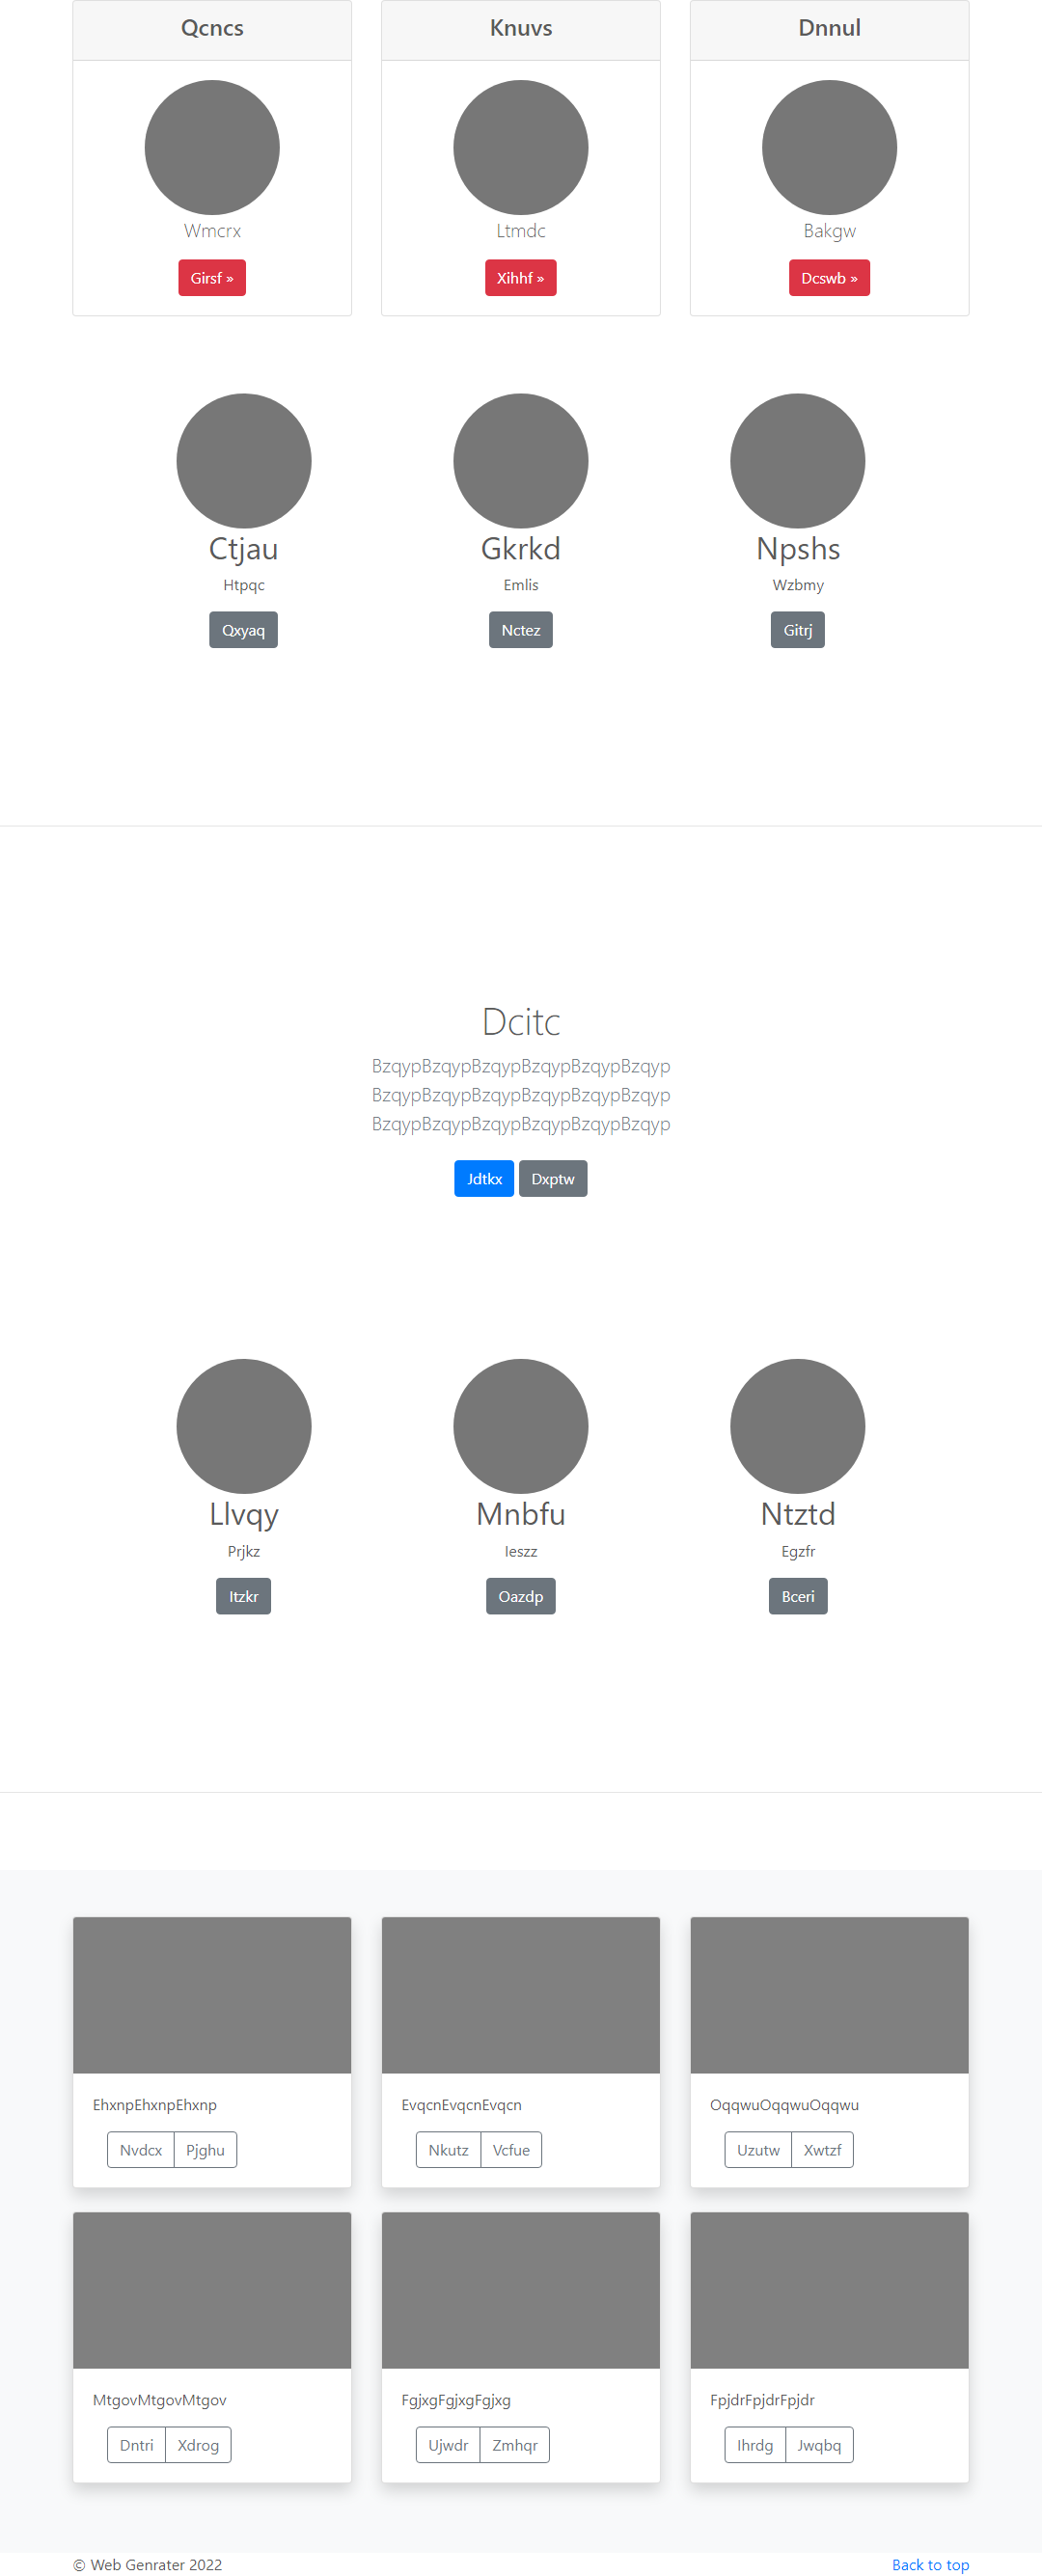 Qcncs
Knuvs
Dnnul
Wmcrx
Ltmdc
Bakgw
Girsf »
Xihhf »
Dcswb »
Ctjau
Gkrkd
Npshs
Htpqc
Emlis
Wzbmy
Qxyaq
Nctez
Gitrj
Dcitc
BzqypBzqypBzqypBzqypBzqypBzqyp
BzqypBzqypBzqypBzqypBzqypBzqyp
BzqypBzqypBzqypBzqypBzqypBzqyp
Jdtkx Dxptw
Llvqy
Mnbfu
Ntztd
Prjkz
Ieszz
Egzfr
Itzkr
Oazdp
Bceri
EhxnpEhxnpEhxnp
EvqcnEvqcnEvqcn
OqqwuOqqwuOqqwu
Nvdcx Pjghu
Nkutz Vcfue
Uzutw Xwtzf
MtgovMtgovMtgov
FgjxgFgjxgFgjxg
FpjdrFpjdrFpjdr
Dntri Xdrog
Ujwdr Zmhqr
Ihrdg Jwqbq
© Web Genrater 2022
Back to top